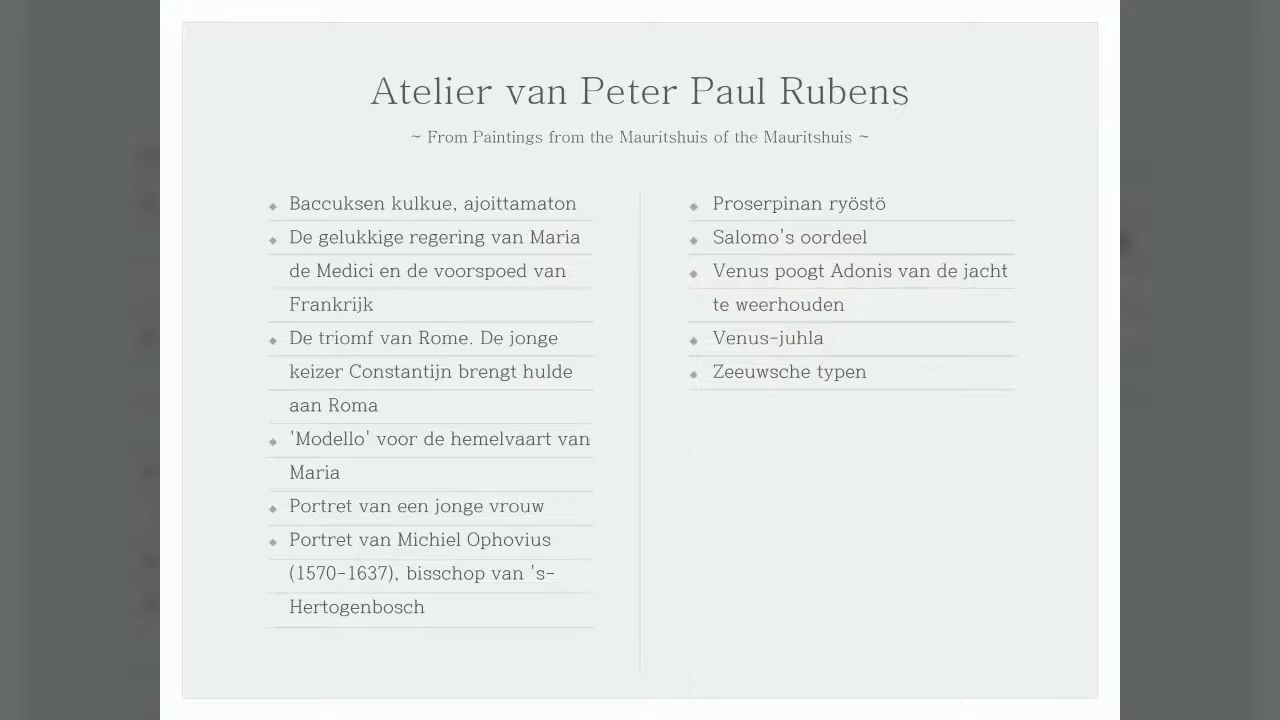 Atelier van Peter Paul Rubens
~ From Paintings from the Mauritshuis of the Mauritshuis ~
Baccuksen kulkue, ajoittamaton
De gelukkige regering van Maria
de Medici en de voorspoed van
Frankrijk
De triomf van Rome. De jonge
keizer Constantijn brengt hulde
aan Roma
'Modello' voor de hemelvaart van
Maria
Portret van een jonge vrouw
Portret van Michiel Ophovius
(1570-1637), bisschop van 's-
Hertogenbosch
Proserpinan ryöstö
Salomo's oordeel
Venus poogt Adonis van de jacht
te weerhouden
Venus-juhla
Zeeuwsche typen